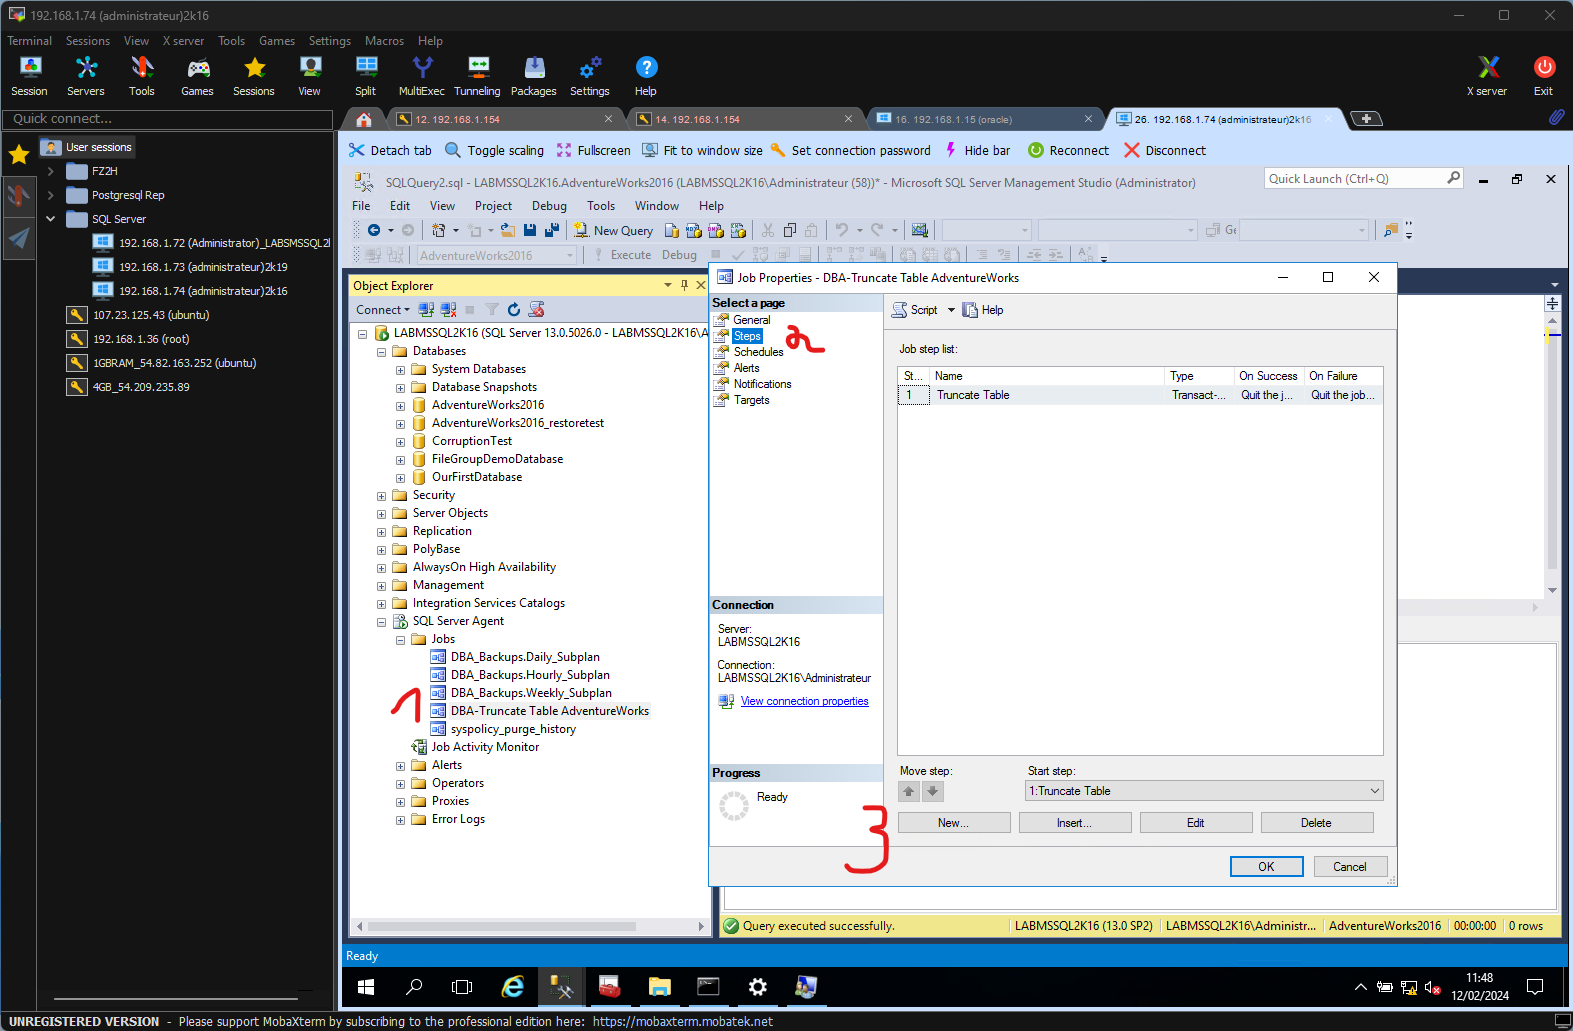 192.168.1.74 (administrateur)2k16
Terminal Sessions View X server Tools Games Settings Macros Help
Session Servers Tools Games Sessions View Split MultiExec Tunneling Packages Settings Help X server Exit
Quick connect...
12. 192.168.1.154
14. 192.168.1.154
16. 192.168.1.15 (oracle)
26. 192.168.1.74 (administrateur)2k16
User sessions
FZ2H
Postgresql Rep
SQL Server
192.168.1.72 (Administrator)_LABSMSSQL2
192.168.1.73 (administrateur)2k19
192.168.1.74 (administrateur)2k16
107.23.125.43 (ubuntu)
192.168.1.36 (root)
1GBRAM_54.82.163.252 (ubuntu)
4GB_54.209.235.89
Detach tab Toggle scaling Fullscreen Fit to window size Set connection password Hide bar Reconnect Disconnect
SQLQuery2.sql - LABMSSQL2K16.AdventureWorks2016 (LABMSSQL2K16\Administrateur (58))* - Microsoft SQL Server Management Studio (Administrator)
Quick Launch (Ctrl+Q)
File Edit View Project Debug Tools Window Help
New Query
AdventureWorks2016 Execute Debug
Object Explorer
Connect
LABMSSQL2K16 (SQL Server 13.0.5026.0 - LABMSSQL2K16\A
Databases
System Databases
Database Snapshots
AdventureWorks2016
AdventureWorks2016_restoretest
CorruptionTest
FileGroupDemoDatabase
OurFirstDatabase
Security
Server Objects
Replication
PolyBase
AlwaysOn High Availability
Management
Integration Services Catalogs
SQL Server Agent
Jobs
DBA_Backups.Daily_Subplan
DBA_Backups.Hourly_Subplan
DBA_Backups.Weekly_Subplan
1
DBA-Truncate Table AdventureWorks
syspolicy_purge_history
Job Activity Monitor
Alerts
Operators
Proxies
Error Logs
Job Properties - DBA-Truncate Table AdventureWorks
Select a page
General
Steps
2
Schedules
Alerts
Notifications
Targets
Connection
Server:
LABMSSQL2K16
Connection:
LABMSSQL2K16\Administrateur
View connection properties
Progress
Ready
3
Script Help
Job step list:
St... Name Type On Success On Failure
1 Truncate Table Transact-... Quit the j... Quit the job...
Move step: Start step:
1:Truncate Table
New... Insert... Edit Delete
OK Cancel
Query executed successfully. LABMSSQL2K16 (13.0 SP2) LABMSSQL2K16\Administr... AdventureWorks2016 00:00:00 0 rows
Ready
11:48
12/02/2024
UNREGISTERED VERSION - Please support MobaXterm by subscribing to the professional edition here: https://mobaxterm.mobatek.net